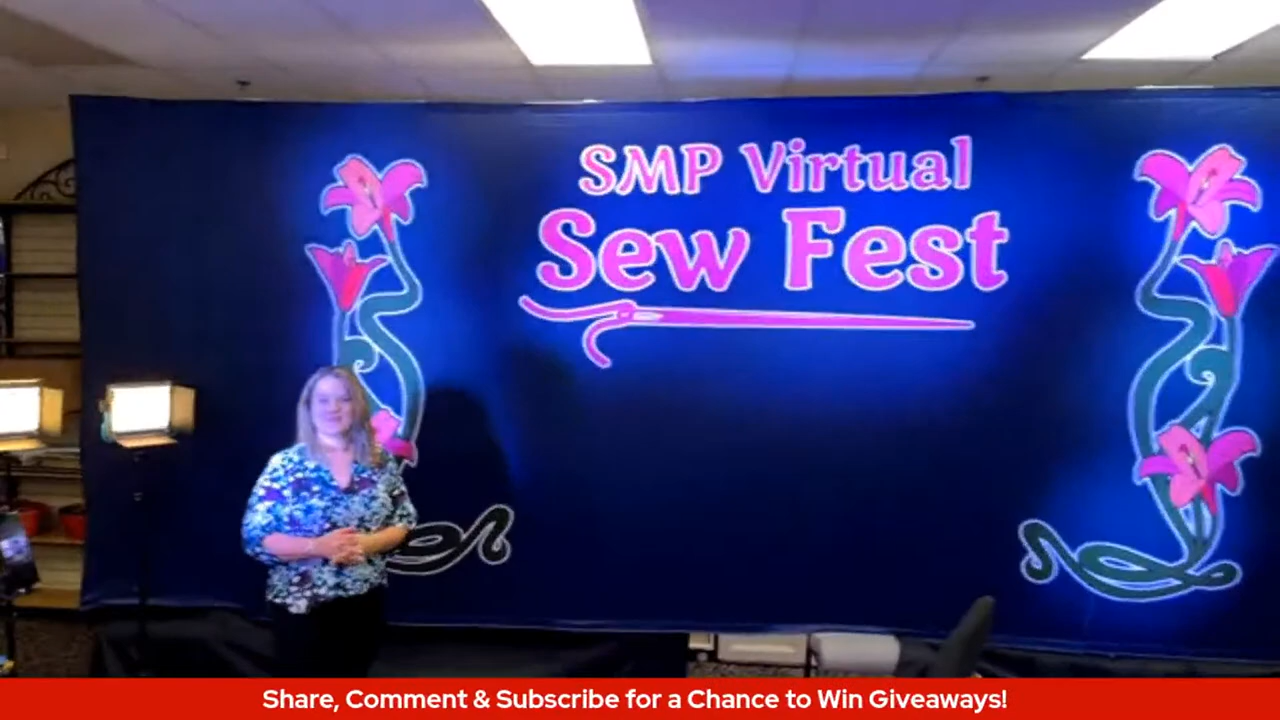 SMP Virtual
Sew Fest
Share, Comment & Subscribe for a Chance to Win Giveaways!